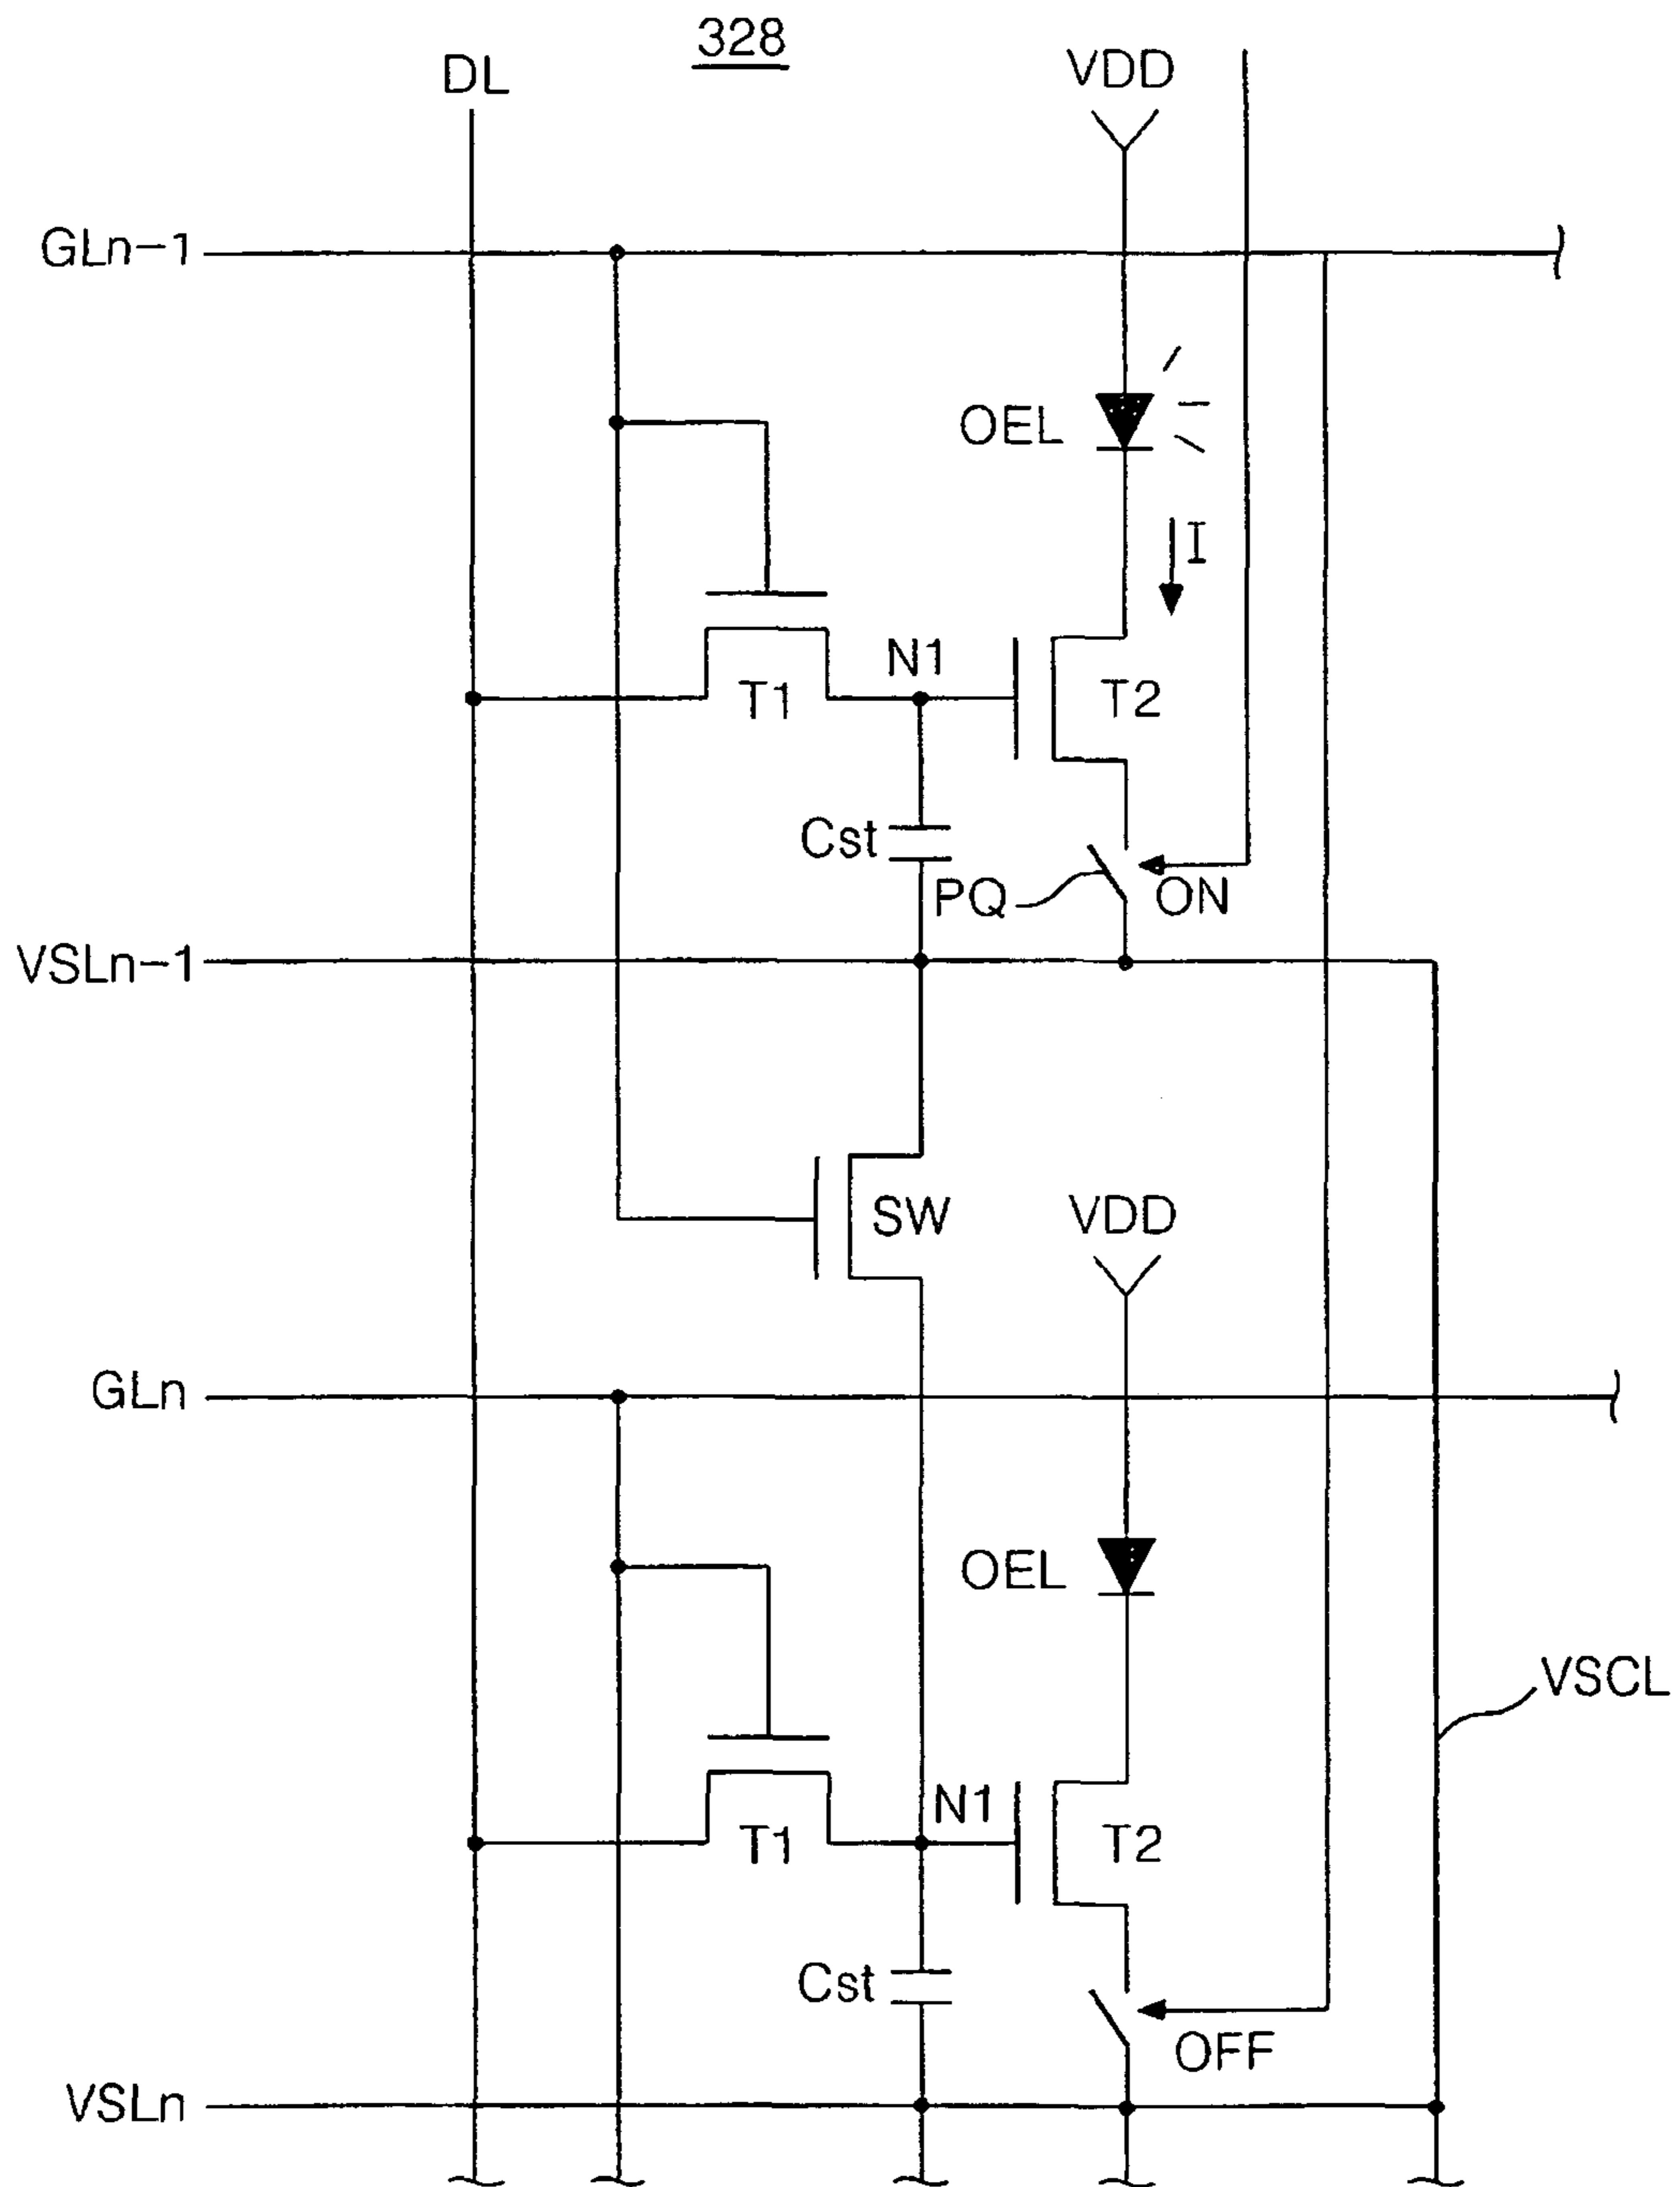 328
DL
VDD
GLn-1
OEL
I
N1
T1
T2
Cst
PQ
ON
VSLn-1
SW
VDD
GLn
OEL
VSCL
N1
T1
T2
Cst
OFF
VSLn